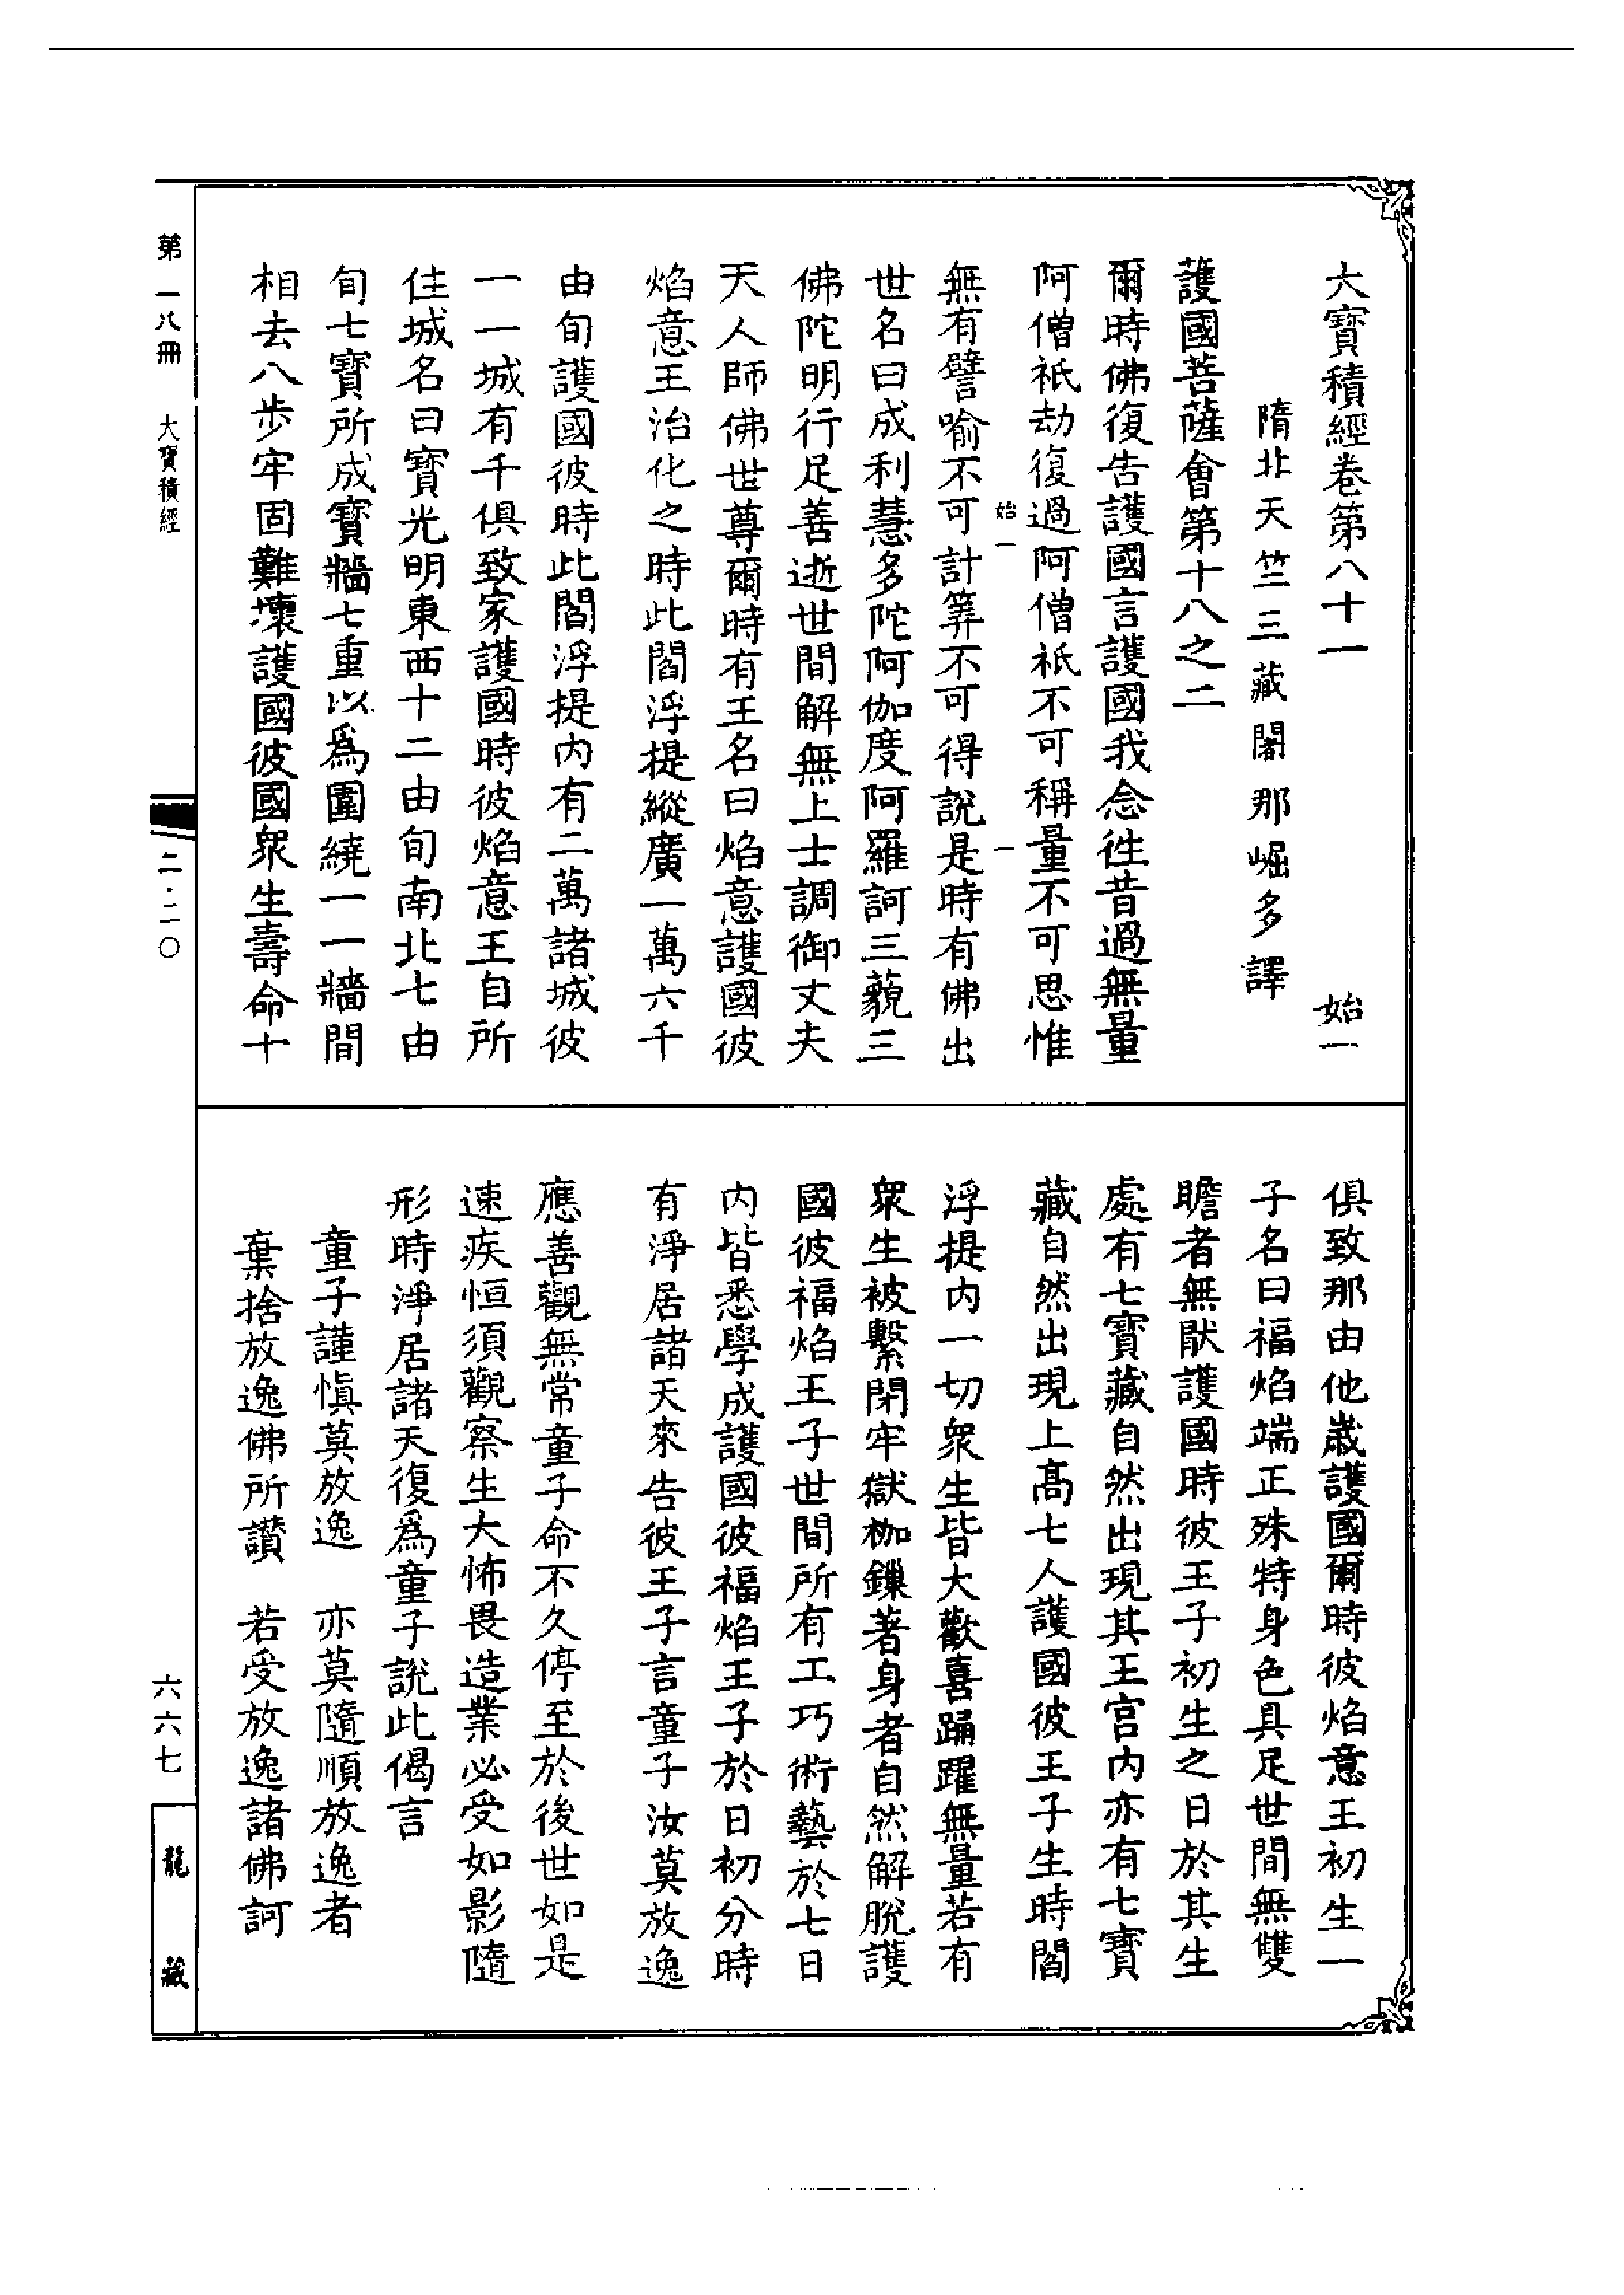 大寶積經卷第八十一　始一
隋北天竺三藏闍那崛多譯
護國菩薩會第十八之二
爾時佛復告護國言護國我念徃昔過無量
阿僧祇劫復過阿僧祇不可稱量不可思惟
始一　一
無有譬喻不可計筭不可得說是時有佛出
世名曰成利慧多陀阿伽度阿羅訶三藐三
佛陀明行足善逝世間解無上士調御丈夫
天人師佛世尊爾時有王名曰焰意護國彼
焰意王治化之時此閻浮提縱廣一萬六千
由旬護國彼時此閻浮提内有二萬諸城彼
一一城有千俱致家護國時彼焰意王自所
住城名曰寶光明東西十二由旬南北七由
旬七寶所成寶牆七重以爲圍繞一一牆間
相去八步牢固難壞護國彼國衆生壽命十
俱致那由他歲護國爾時彼焰意王初生一
子名曰福焰端正殊特身色具足世間無雙
瞻者無猒護國時彼王子初生之日於其生
處有七寶藏自然出現其王宫内亦有七寶
藏自然出現上高七人護國彼王子生時閻
浮提内一切衆生皆大歡喜踊躍無量若有
衆生被繫閉牢獄枷鏁著身者自然解脫護
國彼福焰王子世間所有工巧術藝於七日
内皆悉學成護國彼福焰王子於日初分時
有淨居諸天來告彼王子言童子汝莫放逸
應善觀無常童子命不久停至於後世如是
速疾恒須觀察生大怖畏造業必受如影隨
形時淨居諸天復爲童子說此偈言
童子謹愼莫放逸　亦莫隨順放逸者
棄捨放逸佛所讚　若受放逸諸佛訶
第一八冊　大寶積經　二·二〇　六六七　龍藏